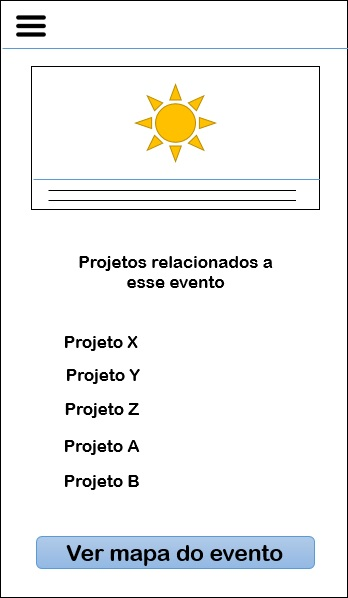 Projetos relacionados a
esse evento
Projeto X
Projeto Y
Projeto Z
Projeto A
Projeto B
Ver mapa do evento